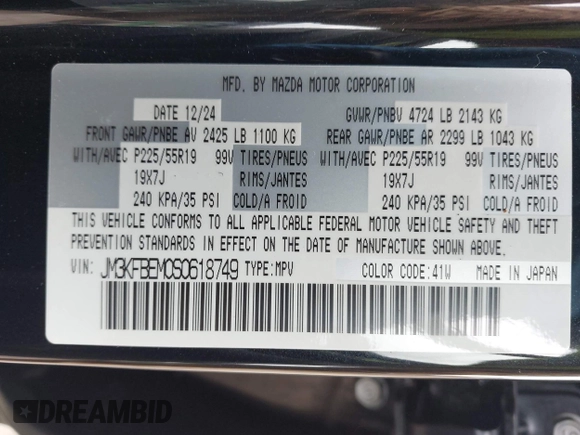 MFD. BY MAZDA MOTOR CORPORATION
DATE 12/24 GVWR/PNBV 4724 LB 2143 KG
FRONT GAWR/PNBE AV 2425 LB 1100 KG REAR GAWR/PNBE AR 2299 LB 1043 KG
WITH/AVEC P225/55R19 99V TIRES/PNEUS WITH/AVEC P225/55R19 99V TIRES/PNEUS
19X7J RIMS/JANTES 19X7J RIMS/JANTES
240 KPA/35 PSI COLD/A FROID 240 KPA/35 PSI COLD/A FROID
THIS VEHICLE CONFORMS TO ALL APPLICABLE FEDERAL MOTOR VEHICLE SAFETY AND THEFT
PREVENTION STANDARDS IN EFFECT ON THE DATE OF MANUFACTURE SHOWN ABOVE.
VIN: JM3KFBEM0S0618749 TYPE:MPV COLOR CODE:41W MADE IN JAPAN
DREAMBID